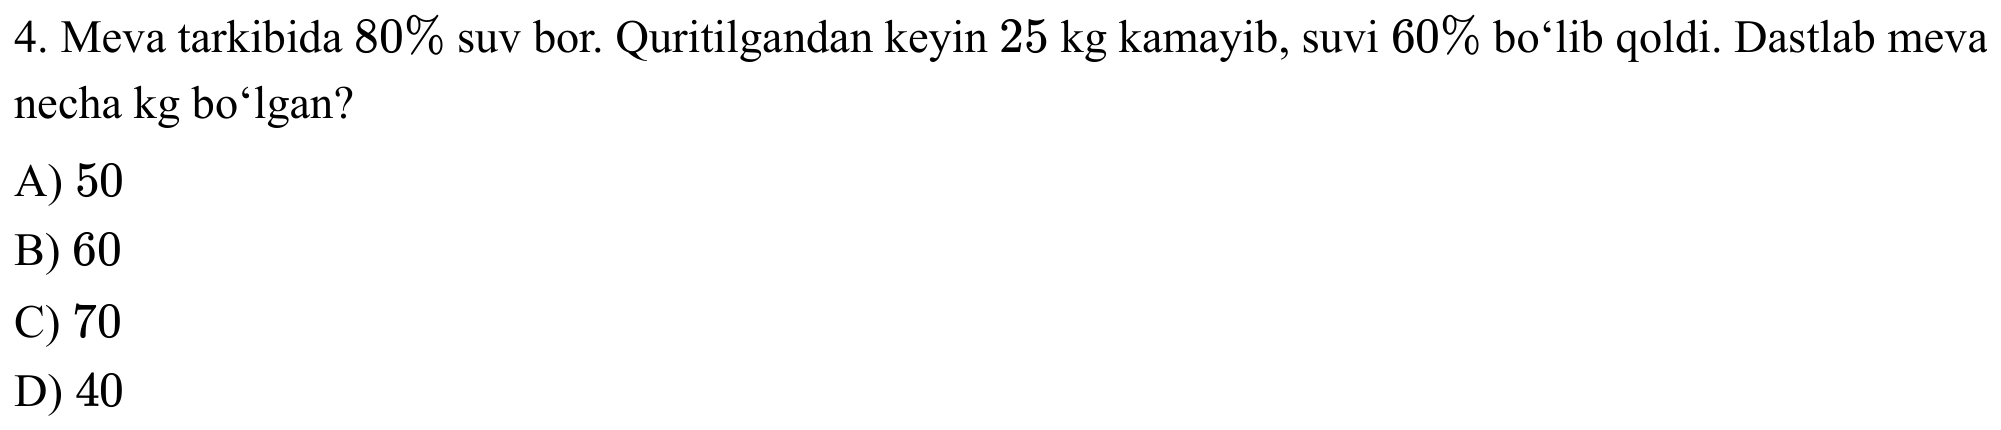 4. Meva tarkibida 80% suv bor. Quritilgandan keyin 25 kg kamayib, suvi 60% bo‘lib qoldi. Dastlab meva
necha kg bo‘lgan?
A) 50
B) 60
C) 70
D) 40